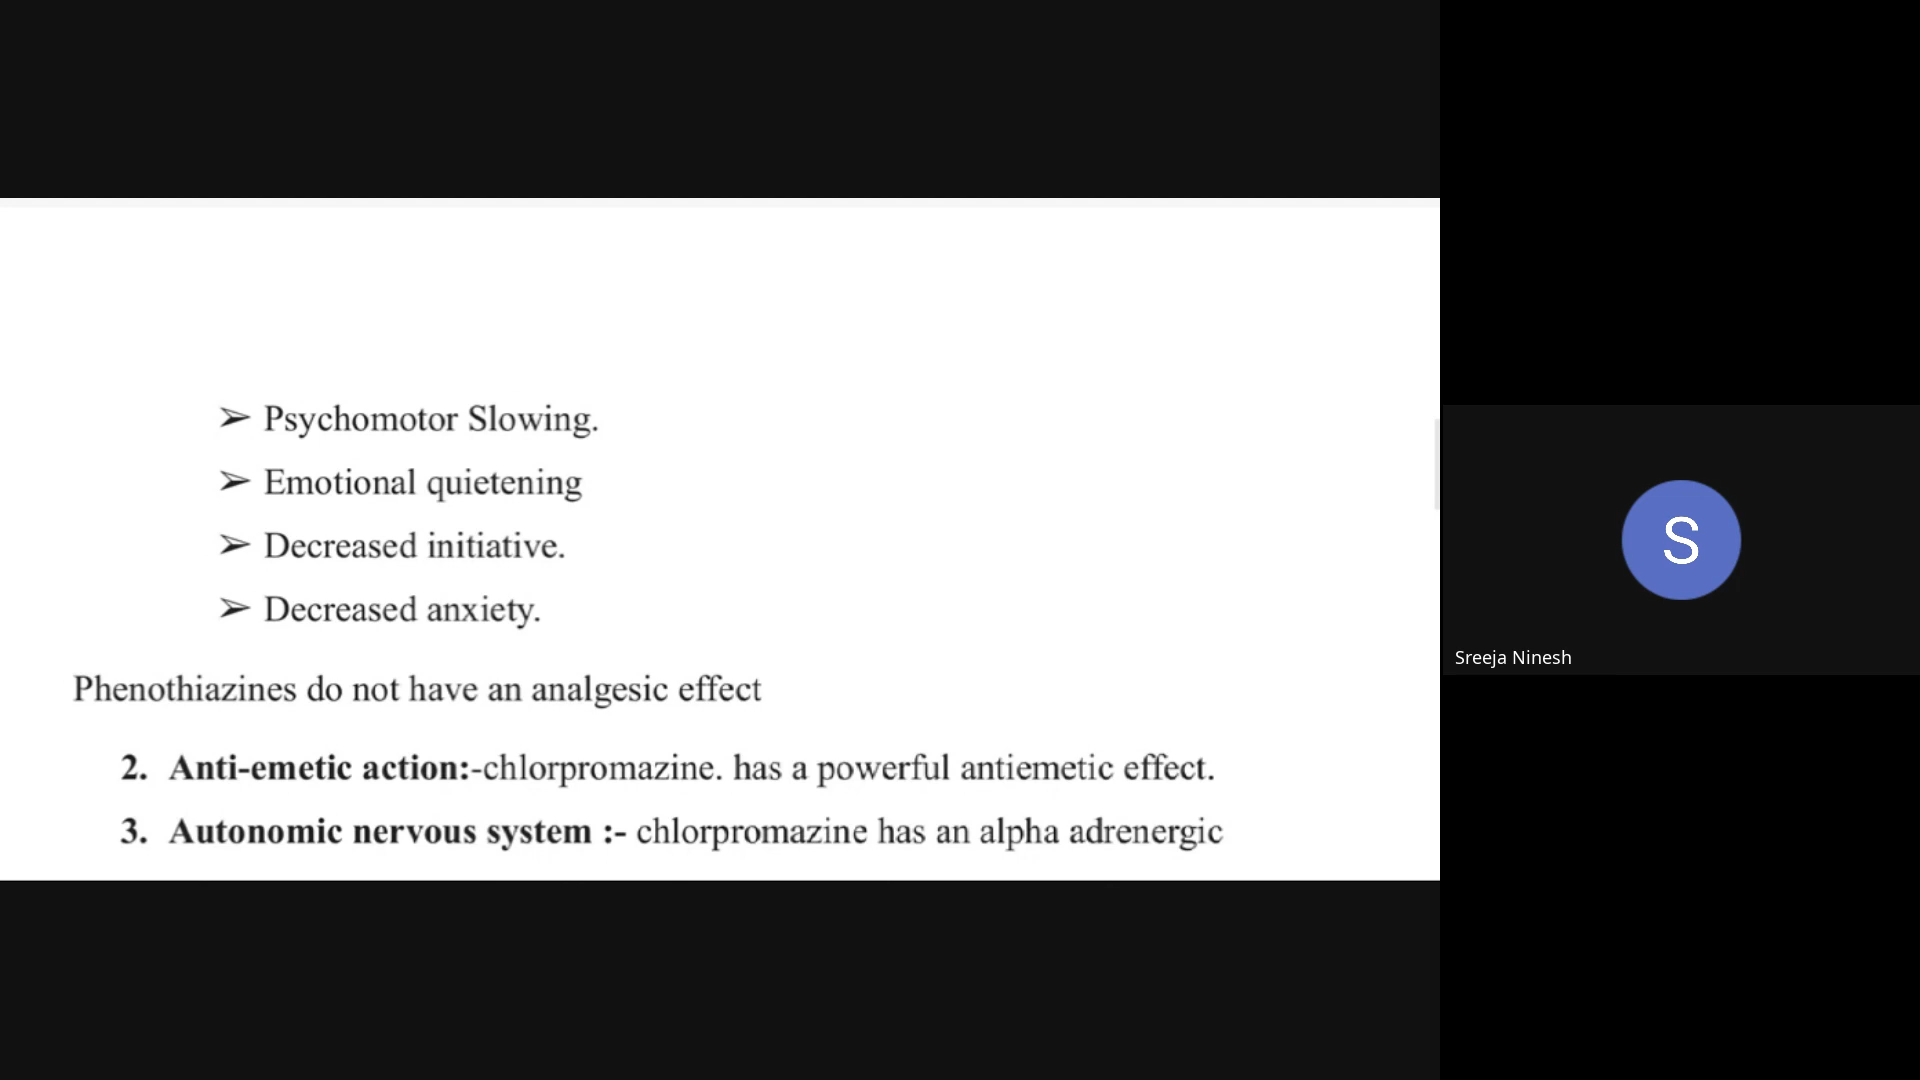 ➢ Psychomotor Slowing.
➢ Emotional quietening
➢ Decreased initiative.
➢ Decreased anxiety.
Phenothiazines do not have an analgesic effect
2. Anti-emetic action:-chlorpromazine. has a powerful antiemetic effect.
3. Autonomic nervous system :- chlorpromazine has an alpha adrenergic
S
Sreeja Ninesh